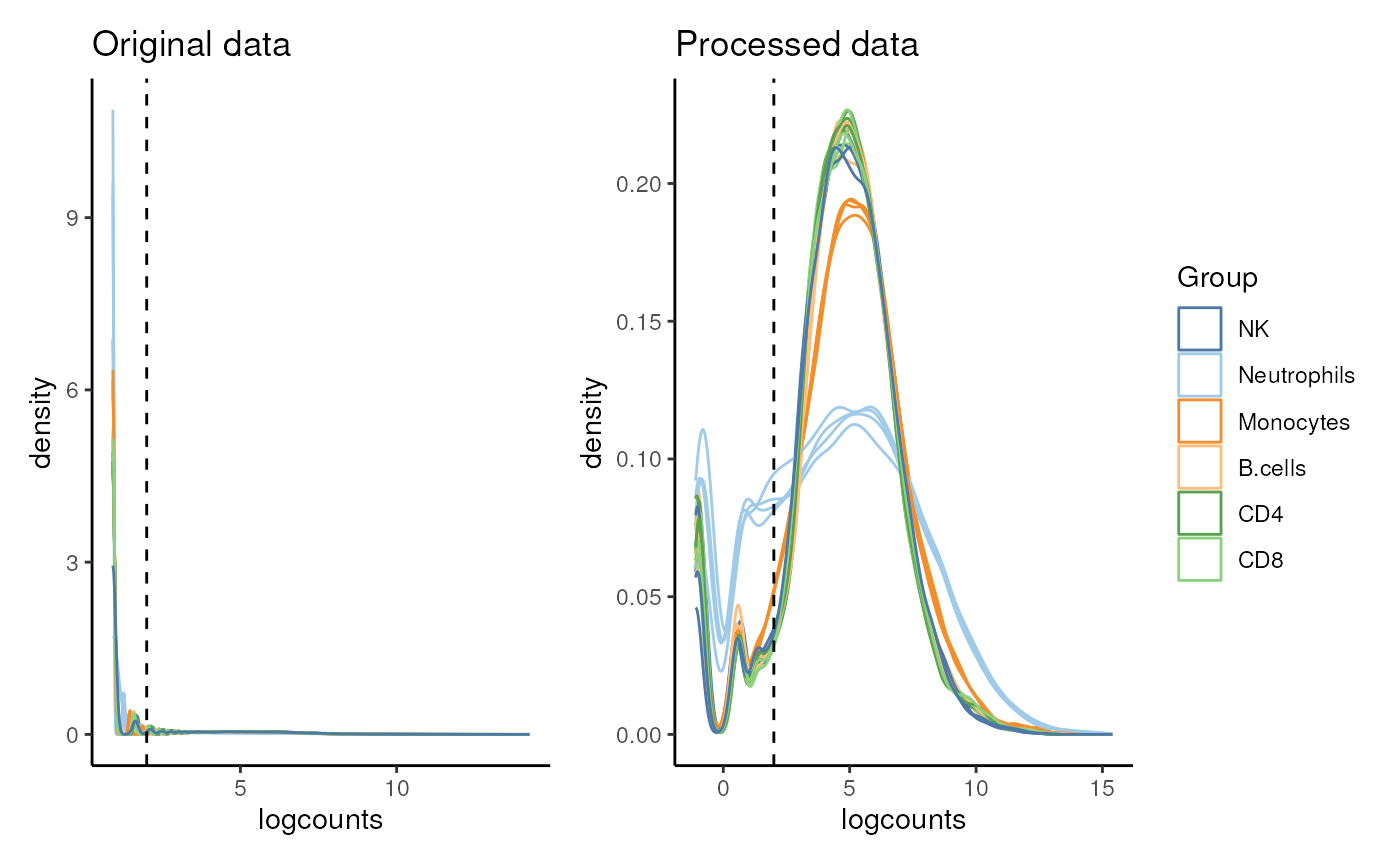 Original data
density
9
6
3
0
5
10
logcounts
Processed data
density
0.20
0.15
0.10
0.05
0.00
0
5
10
15
logcounts
Group
NK
Neutrophils
Monocytes
B.cells
CD4
CD8